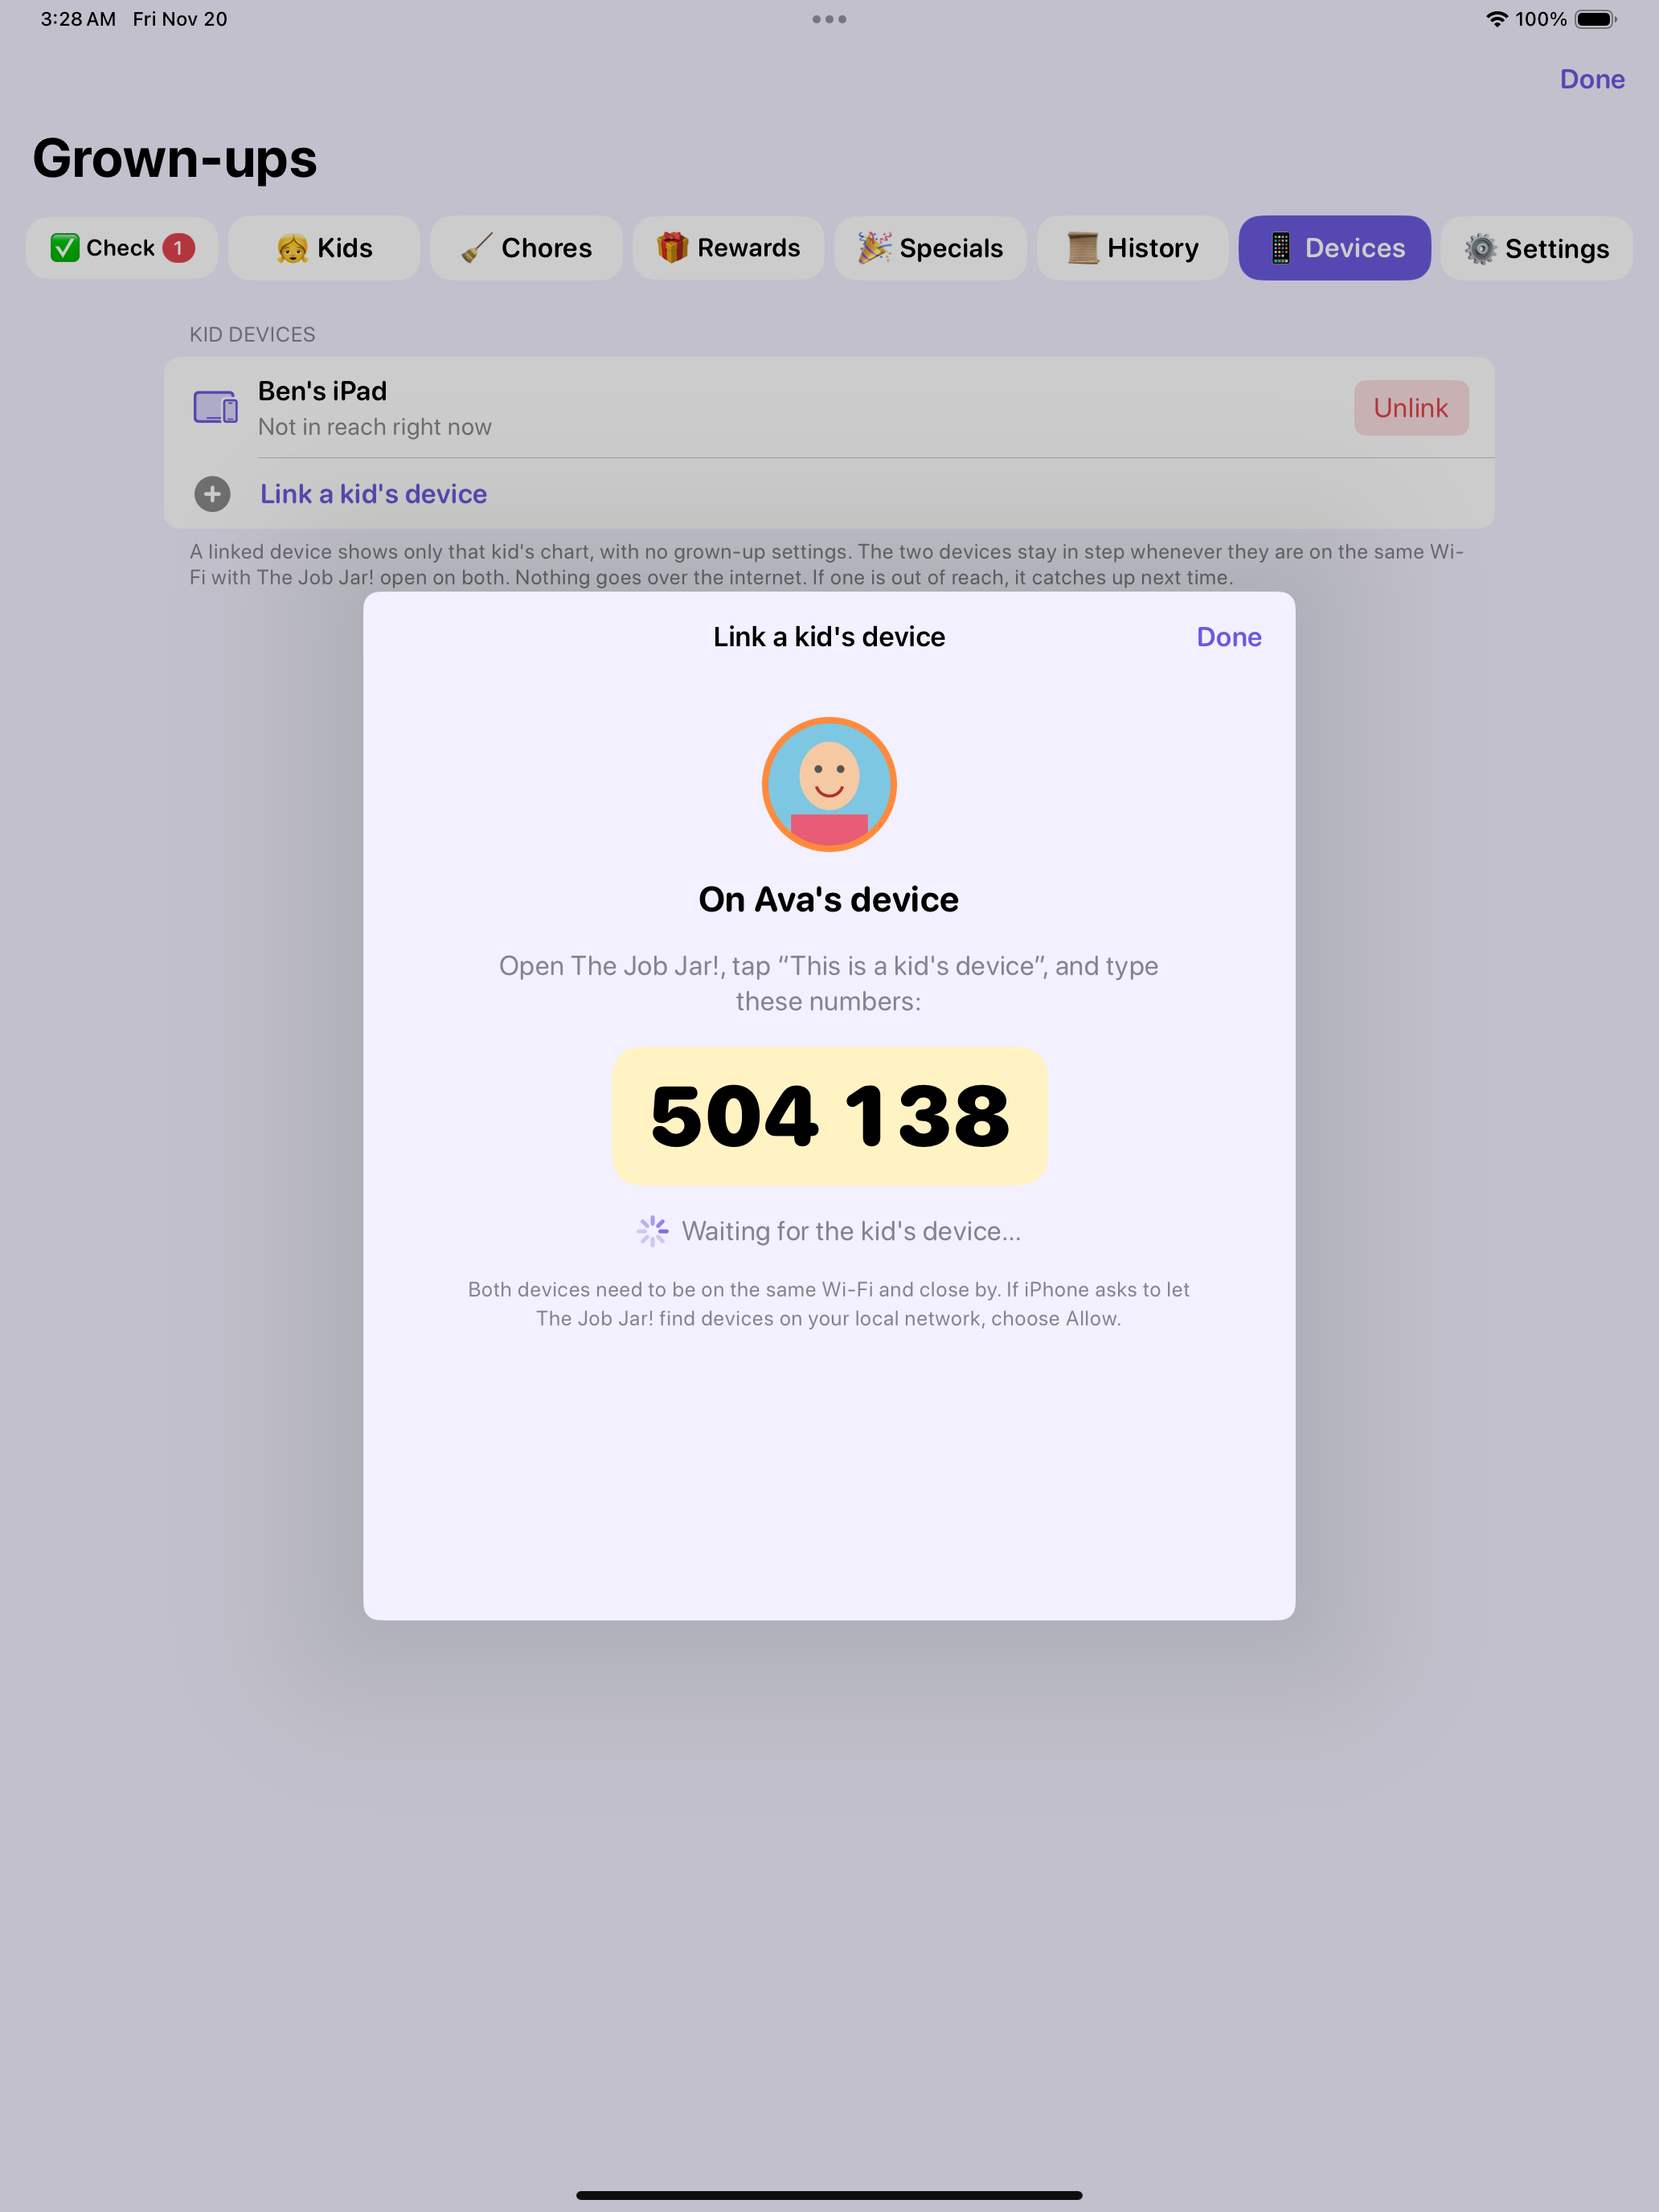 3:28 AM Fri Nov 20
100%
Done
Grown-ups
Check 1
Kids
Chores
Rewards
Specials
History
Devices
Settings
KID DEVICES
Ben's iPad
Not in reach right now
Unlink
Link a kid's device
A linked device shows only that kid's chart, with no grown-up settings. The two devices stay in step whenever they are on the same Wi-
Fi with The Job Jar! open on both. Nothing goes over the internet. If one is out of reach, it catches up next time.
Link a kid's device
Done
On Ava's device
Open The Job Jar!, tap “This is a kid's device”, and type
these numbers:
504 138
Waiting for the kid's device...
Both devices need to be on the same Wi-Fi and close by. If iPhone asks to let
The Job Jar! find devices on your local network, choose Allow.